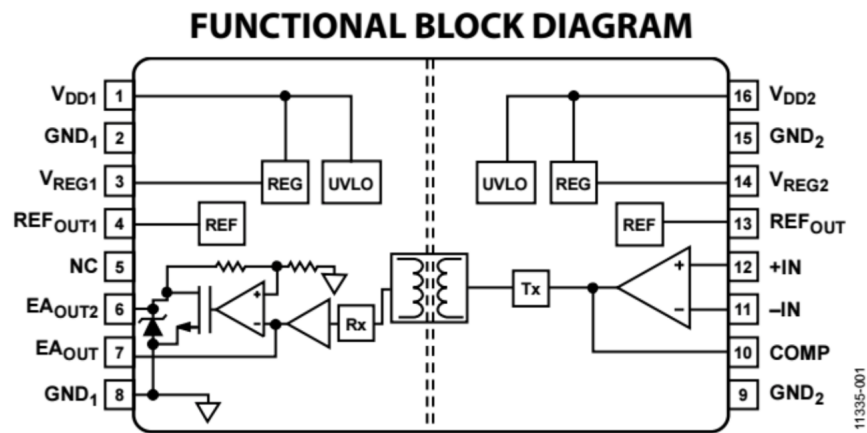 FUNCTIONAL BLOCK DIAGRAM
VDD1 1
16 VDD2
GND1 2
15 GND2
VREG1 3
REG
UVLO
UVLO
REG
14 VREG2
REFOUT1 4
REF
REF
13 REFOUT
NC 5
+
12 +IN
EAOUT2 6
+
−
Rx
Tx
−
11 –IN
EAOUT 7
10 COMP
GND1 8
9 GND2
11335-001